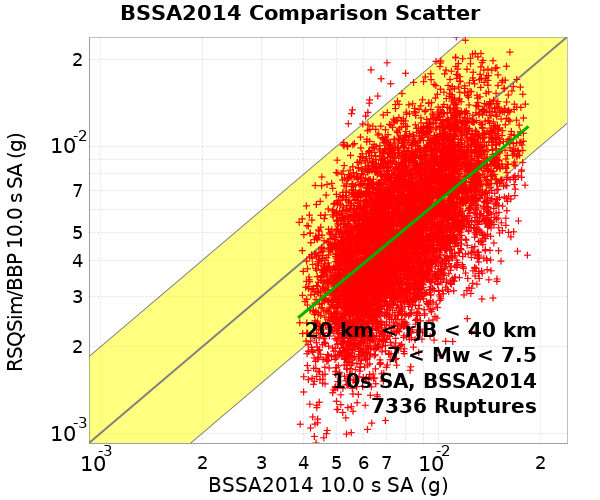 BSSA2014 Comparison Scatter
RSQSim/BBP 10.0 s SA (g)
2
10-2
7
5
4
3
2
10-3
20 km < rJB < 40 km
7 < Mw < 7.5
10s SA, BSSA2014
7336 Ruptures
10-3 2 3 4 5 6 7 10-2 2
BSSA2014 10.0 s SA (g)